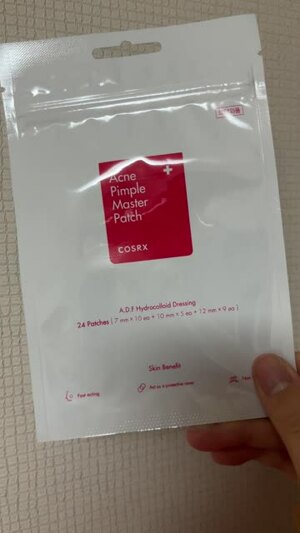 Acne
Pimple
Master
Patch
COSRX
A.D.F Hydrocolloid Dressing
24 Patches ( 7 mm x 10 ea + 10 mm x 5 ea + 12 mm x 9 ea )
Skin Benefit
Fast acting
Act as a protective cover